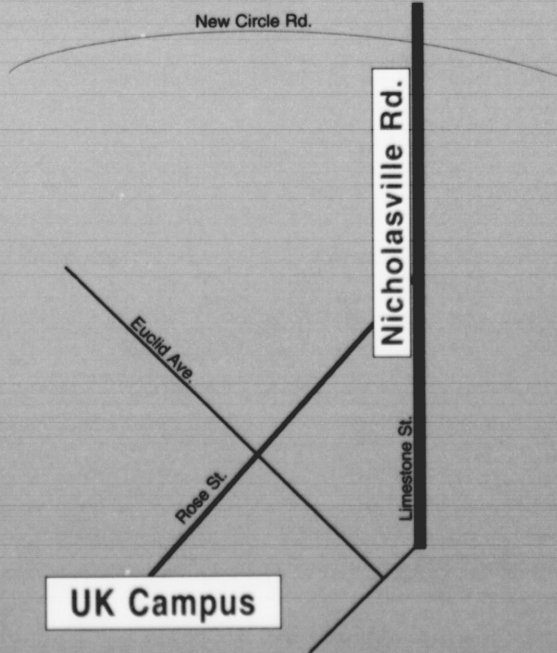 New Circle Rd.
Nicholasville Rd.
Euclid Ave.
Limestone St.
Rose St.
UK Campus